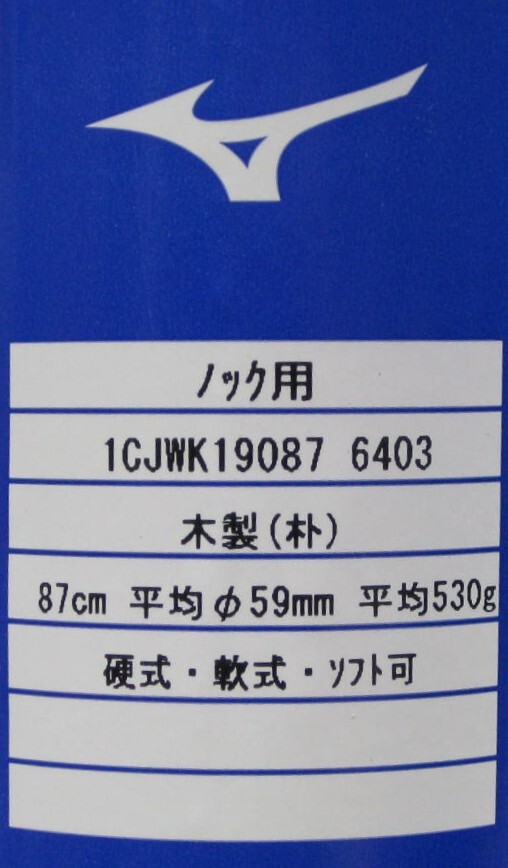 ノック用
1CJWK19087 6403
木製(朴)
87cm 平均φ59mm 平均530g
硬式・軟式・ソフト可